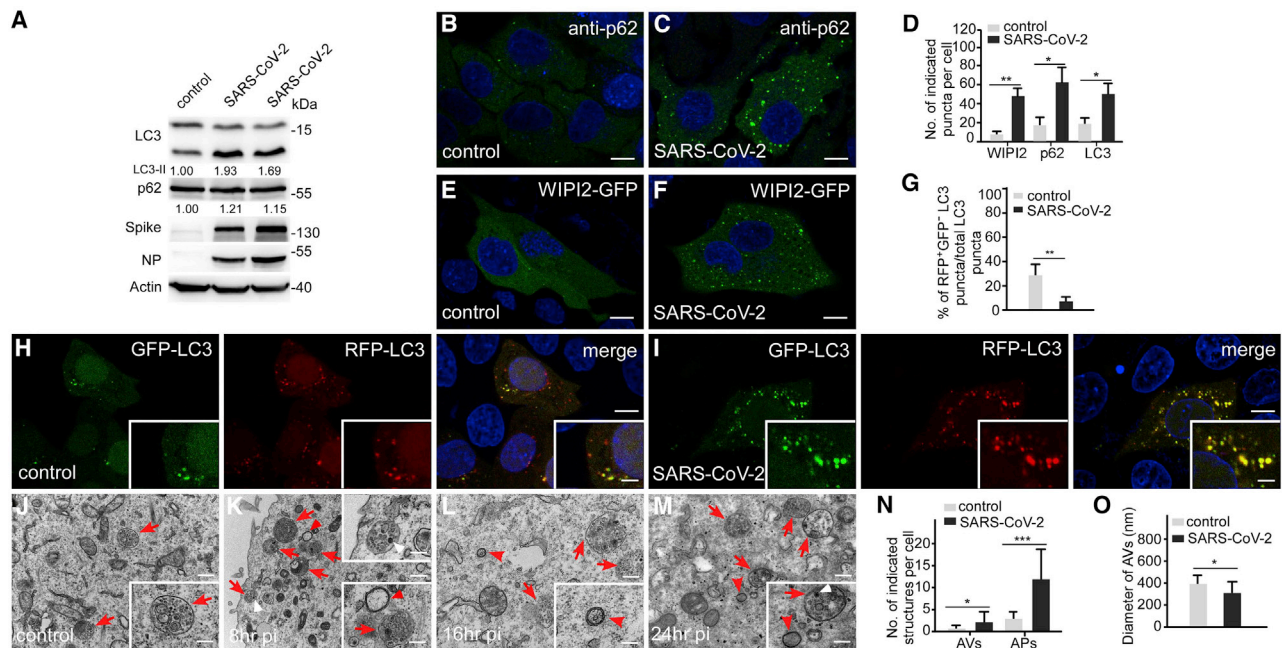 A
control
SARS-CoV-2
SARS-CoV-2
kDa
LC3
-15
LC3-II 1.00 1.93 1.69
p62
-55
1.00 1.21 1.15
Spike
-130
NP
-55
Actin
-40
B
anti-p62
control
C
anti-p62
SARS-CoV-2
D
control
SARS-CoV-2
No. of indicated
puncta per cell
120
100
80
60
40
20
0
**
*
*
WIPI2 p62 LC3
E
WIPI2-GFP
control
F
WIPI2-GFP
SARS-CoV-2
G
control
SARS-CoV-2
% of RFP⁺GFP⁻ LC3
puncta/total LC3
puncta
100
80
60
40
20
0
**
H
GFP-LC3
control
RFP-LC3
merge
I
GFP-LC3
SARS-CoV-2
RFP-LC3
merge
J
control
K
8hr pi
L
16hr pi
M
24hr pi
N
control
SARS-CoV-2
No. of indicated
structures per cell
25
20
15
10
5
0
*
***
AVs APs
O
control
SARS-CoV-2
Diameter of AVs (nm)
800
600
400
200
0
*